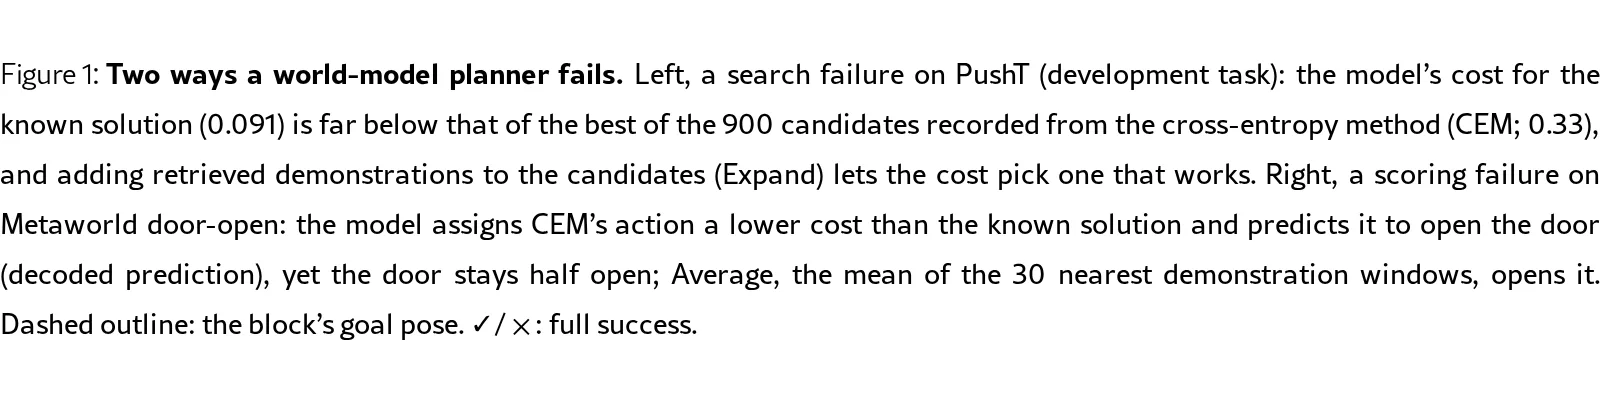 Figure 1: Two ways a world-model planner fails. Left, a search failure on PushT (development task): the model’s cost for the
known solution (0.091) is far below that of the best of the 900 candidates recorded from the cross-entropy method (CEM; 0.33),
and adding retrieved demonstrations to the candidates (Expand) lets the cost pick one that works. Right, a scoring failure on
Metaworld door-open: the model assigns CEM’s action a lower cost than the known solution and predicts it to open the door
(decoded prediction), yet the door stays half open; Average, the mean of the 30 nearest demonstration windows, opens it.
Dashed outline: the block’s goal pose. ✓/×: full success.